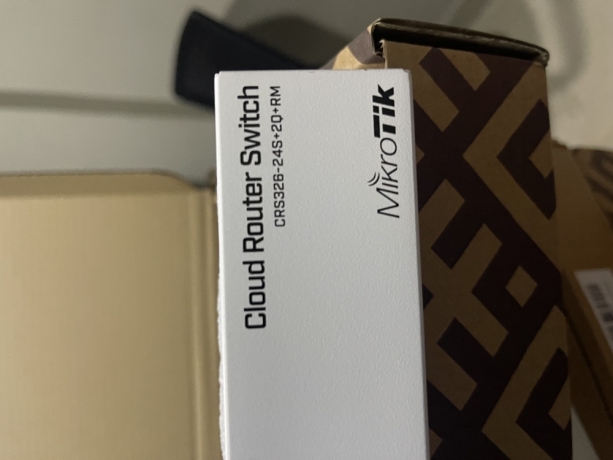 Cloud Router Switch
CRS326-24S+2Q+RM
MikroTik